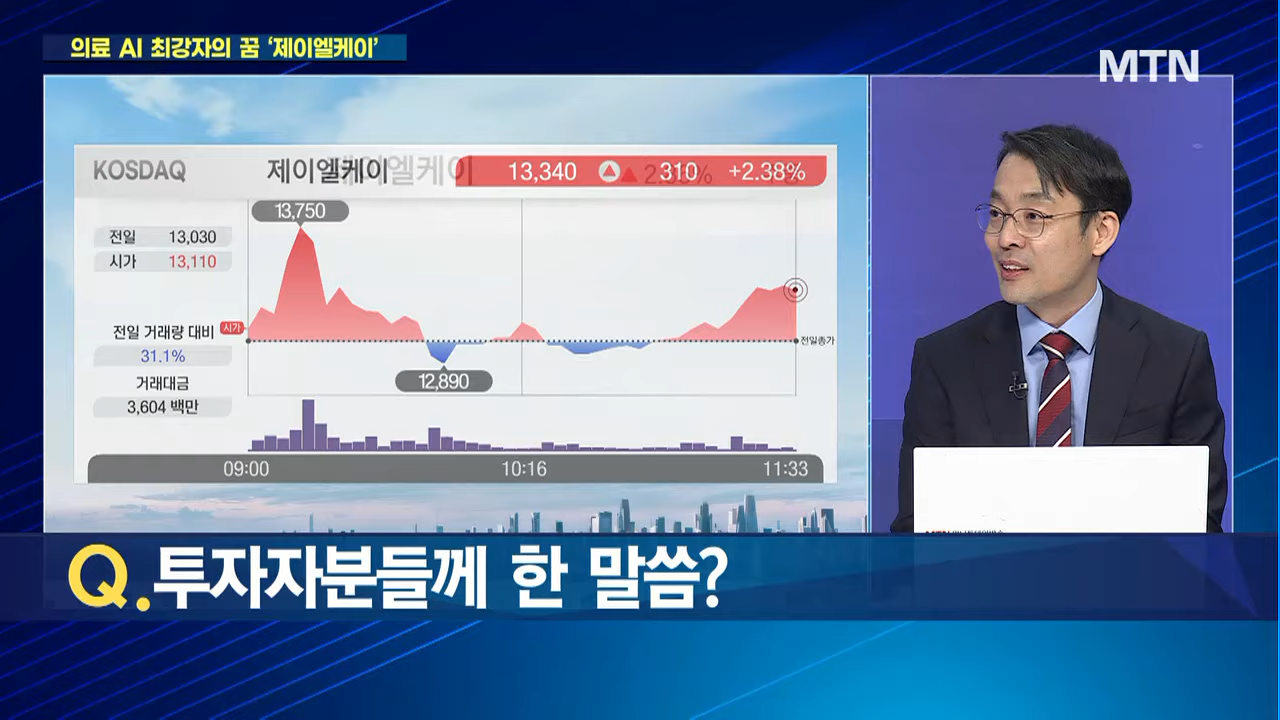 의료 AI 최강자의 꿈 '제이엘케이'
MTN
KOSDAQ 제이엘케이 13,340 310 +2.38%
13,750
전일 13,030
시가 13,110
시가
전일 거래량 대비
31.1%
전일종가
거래대금
12,890
3,604 백만
09:00 10:16 11:33
Q.투자자분들께 한 말씀?